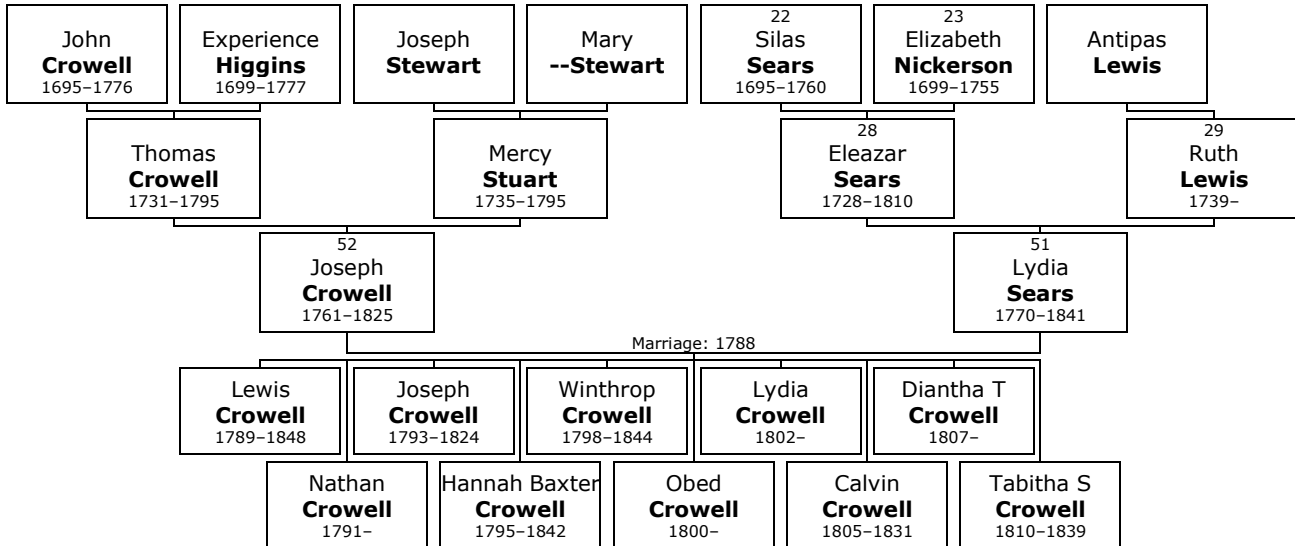 John
Crowell
1695–1776
Experience
Higgins
1699–1777
Joseph
Stewart
Mary
--Stewart
22
Silas
Sears
1695–1760
23
Elizabeth
Nickerson
1699–1755
Antipas
Lewis
Thomas
Crowell
1731–1795
Mercy
Stuart
1735–1795
28
Eleazar
Sears
1728–1810
29
Ruth
Lewis
1739–
52
Joseph
Crowell
1761–1825
51
Lydia
Sears
1770–1841
Marriage: 1788
Lewis
Crowell
1789–1848
Joseph
Crowell
1793–1824
Winthrop
Crowell
1798–1844
Lydia
Crowell
1802–
Diantha T
Crowell
1807–
Nathan
Crowell
1791–
Hannah Baxter
Crowell
1795–1842
Obed
Crowell
1800–
Calvin
Crowell
1805–1831
Tabitha S
Crowell
1810–1839